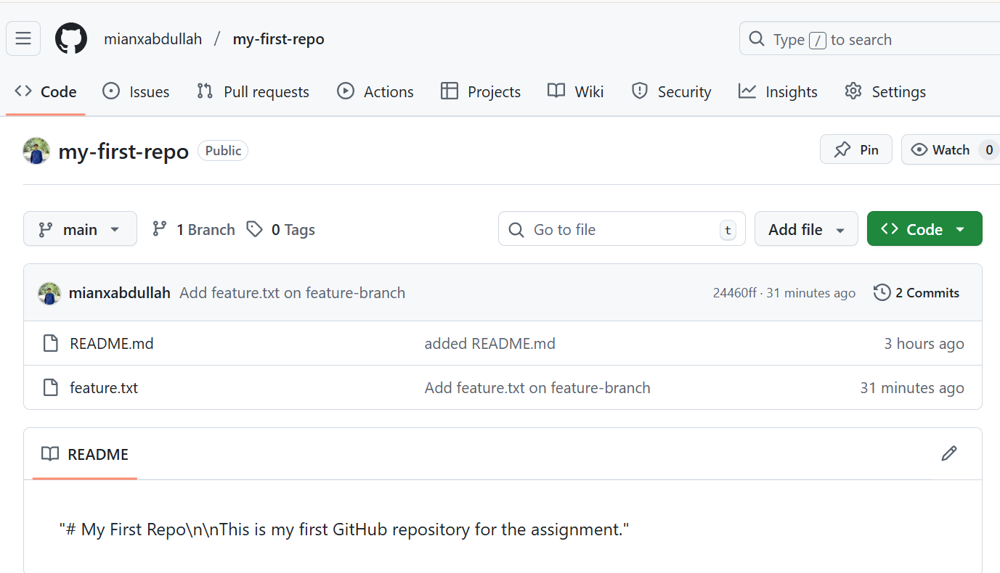 mianxabdullah / my-first-repo
Type / to search
Code Issues Pull requests Actions Projects Wiki Security Insights Settings
my-first-repo Public Pin Watch 0
main 1 Branch 0 Tags Go to file t Add file Code
mianxabdullah Add feature.txt on feature-branch 24460ff · 31 minutes ago 2 Commits
README.md added README.md 3 hours ago
feature.txt Add feature.txt on feature-branch 31 minutes ago
README
"# My First Repo\n\nThis is my first GitHub repository for the assignment."